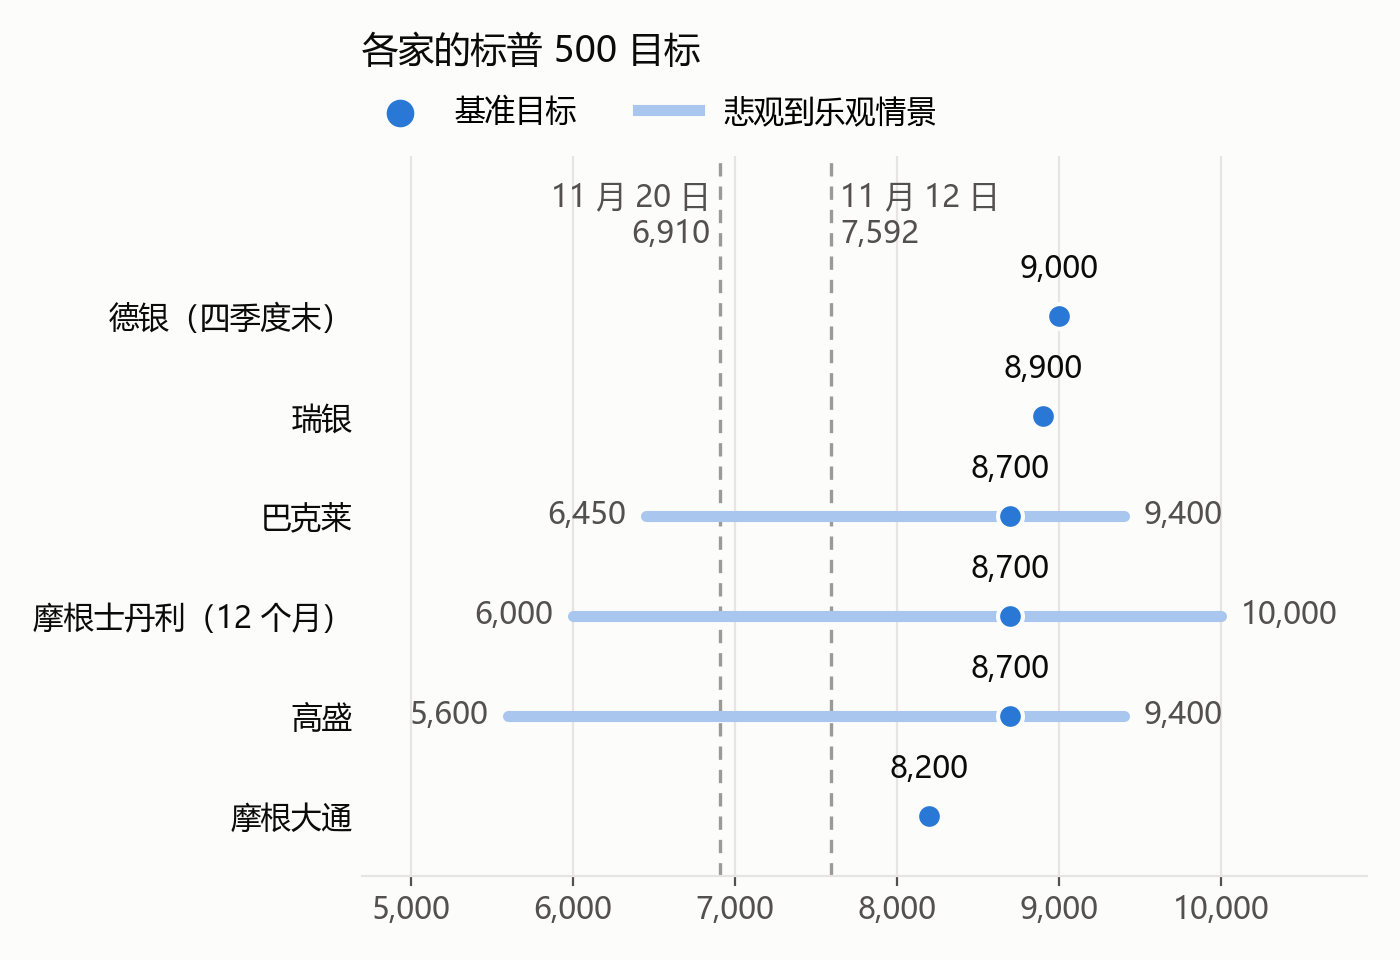 各家的标普 500 目标
基准目标
悲观到乐观情景
11 月 20 日
6,910
11 月 12 日
7,592
9,000
德银（四季度末）
8,900
瑞银
8,700
巴克莱
6,450
9,400
8,700
摩根士丹利（12 个月）
6,000
10,000
8,700
高盛
5,600
9,400
8,200
摩根大通
5,000
6,000
7,000
8,000
9,000
10,000